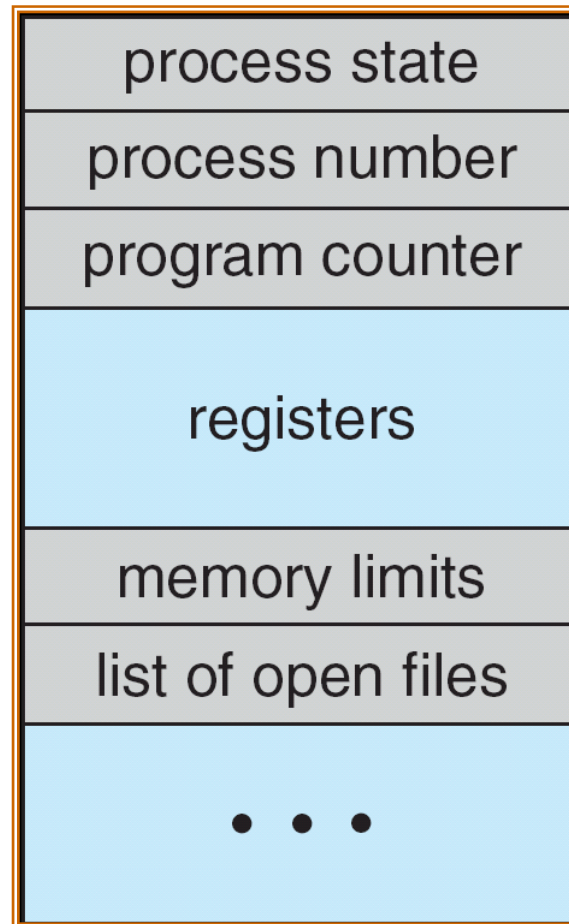 process state
process number
program counter
registers
memory limits
list of open files
• • •